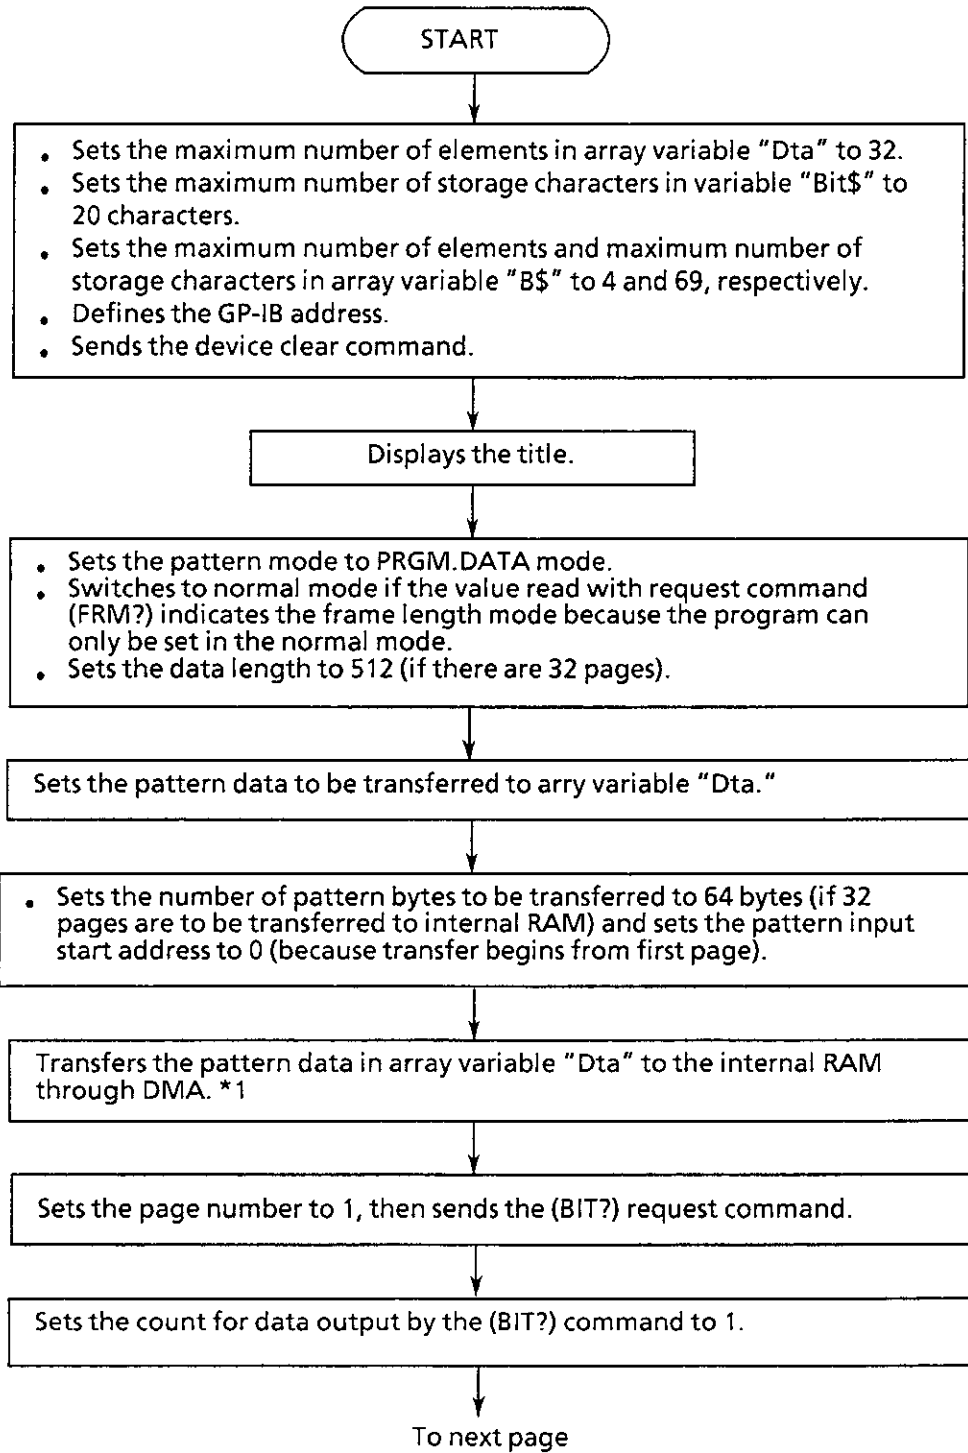 START
• Sets the maximum number of elements in array variable "Dta" to 32.
• Sets the maximum number of storage characters in variable "Bit$" to
20 characters.
• Sets the maximum number of elements and maximum number of
storage characters in array variable "B$" to 4 and 69, respectively.
• Defines the GP-IB address.
• Sends the device clear command.
Displays the title.
• Sets the pattern mode to PRGM.DATA mode.
• Switches to normal mode if the value read with request command
(FRM?) indicates the frame length mode because the program can
only be set in the normal mode.
• Sets the data length to 512 (if there are 32 pages).
Sets the pattern data to be transferred to arry variable "Dta."
• Sets the number of pattern bytes to be transferred to 64 bytes (if 32
pages are to be transferred to internal RAM) and sets the pattern input
start address to 0 (because transfer begins from first page).
Transfers the pattern data in array variable "Dta" to the internal RAM
through DMA. *1
Sets the page number to 1, then sends the (BIT?) request command.
Sets the count for data output by the (BIT?) command to 1.
To next page